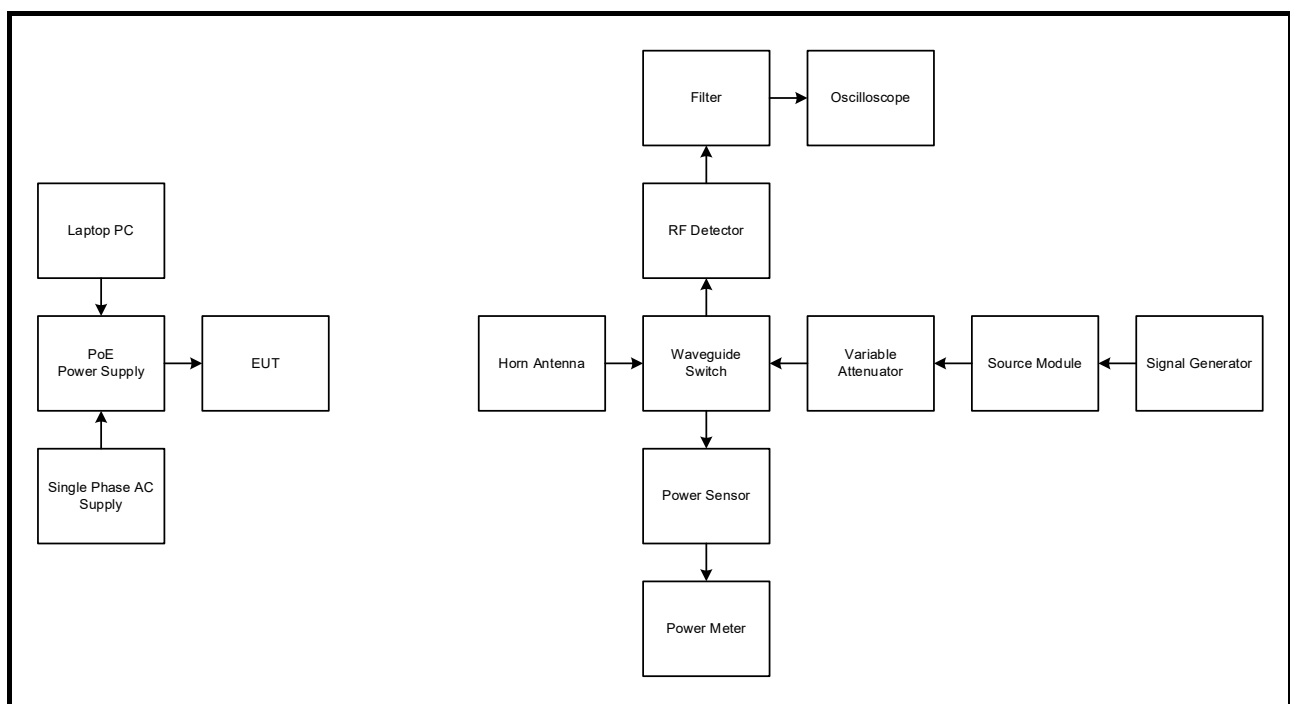 Filter
Oscilloscope
Laptop PC
RF Detector
PoE
Power Supply
EUT
Horn Antenna
Waveguide
Switch
Variable
Attenuator
Source Module
Signal Generator
Single Phase AC
Supply
Power Sensor
Power Meter